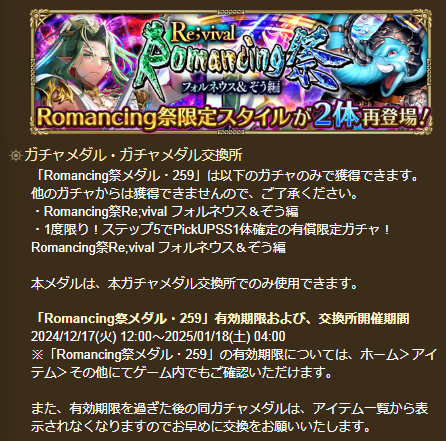 Re;vival
Romancing祭
フォルネウス&ぞう編
Romancing祭限定スタイルが2体再登場!
ガチャメダル・ガチャメダル交換所
「Romancing祭メダル・259」は以下のガチャのみで獲得できます。
他のガチャからは獲得できませんので、ご了承ください。
・Romancing祭Re;vival フォルネウス＆ぞう編
・1度限り！ステップ5でPickUPSS1体確定の有償限定ガチャ！
Romancing祭Re;vival フォルネウス＆ぞう編
本メダルは、本ガチャメダル交換所でのみ使用できます。
「Romancing祭メダル・259」有効期限および、交換所開催期間
2024/12/17(火) 12:00～2025/01/18(土) 04:00
※「Romancing祭メダル・259」の有効期限については、ホーム＞アイ
テム＞その他にてゲーム内でもご確認いただけます。
また、有効期限を過ぎた後の同ガチャメダルは、アイテム一覧から表
示されなくなりますのでお早めに交換をお願いいたします。